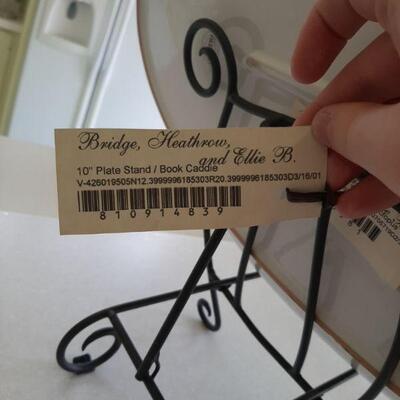 Bridge, Heathrow,
and Ellie B.
10" Plate Stand / Book Caddie
V-426019505N12.3999996185303R20.3999996185303D3/16/01
810914839